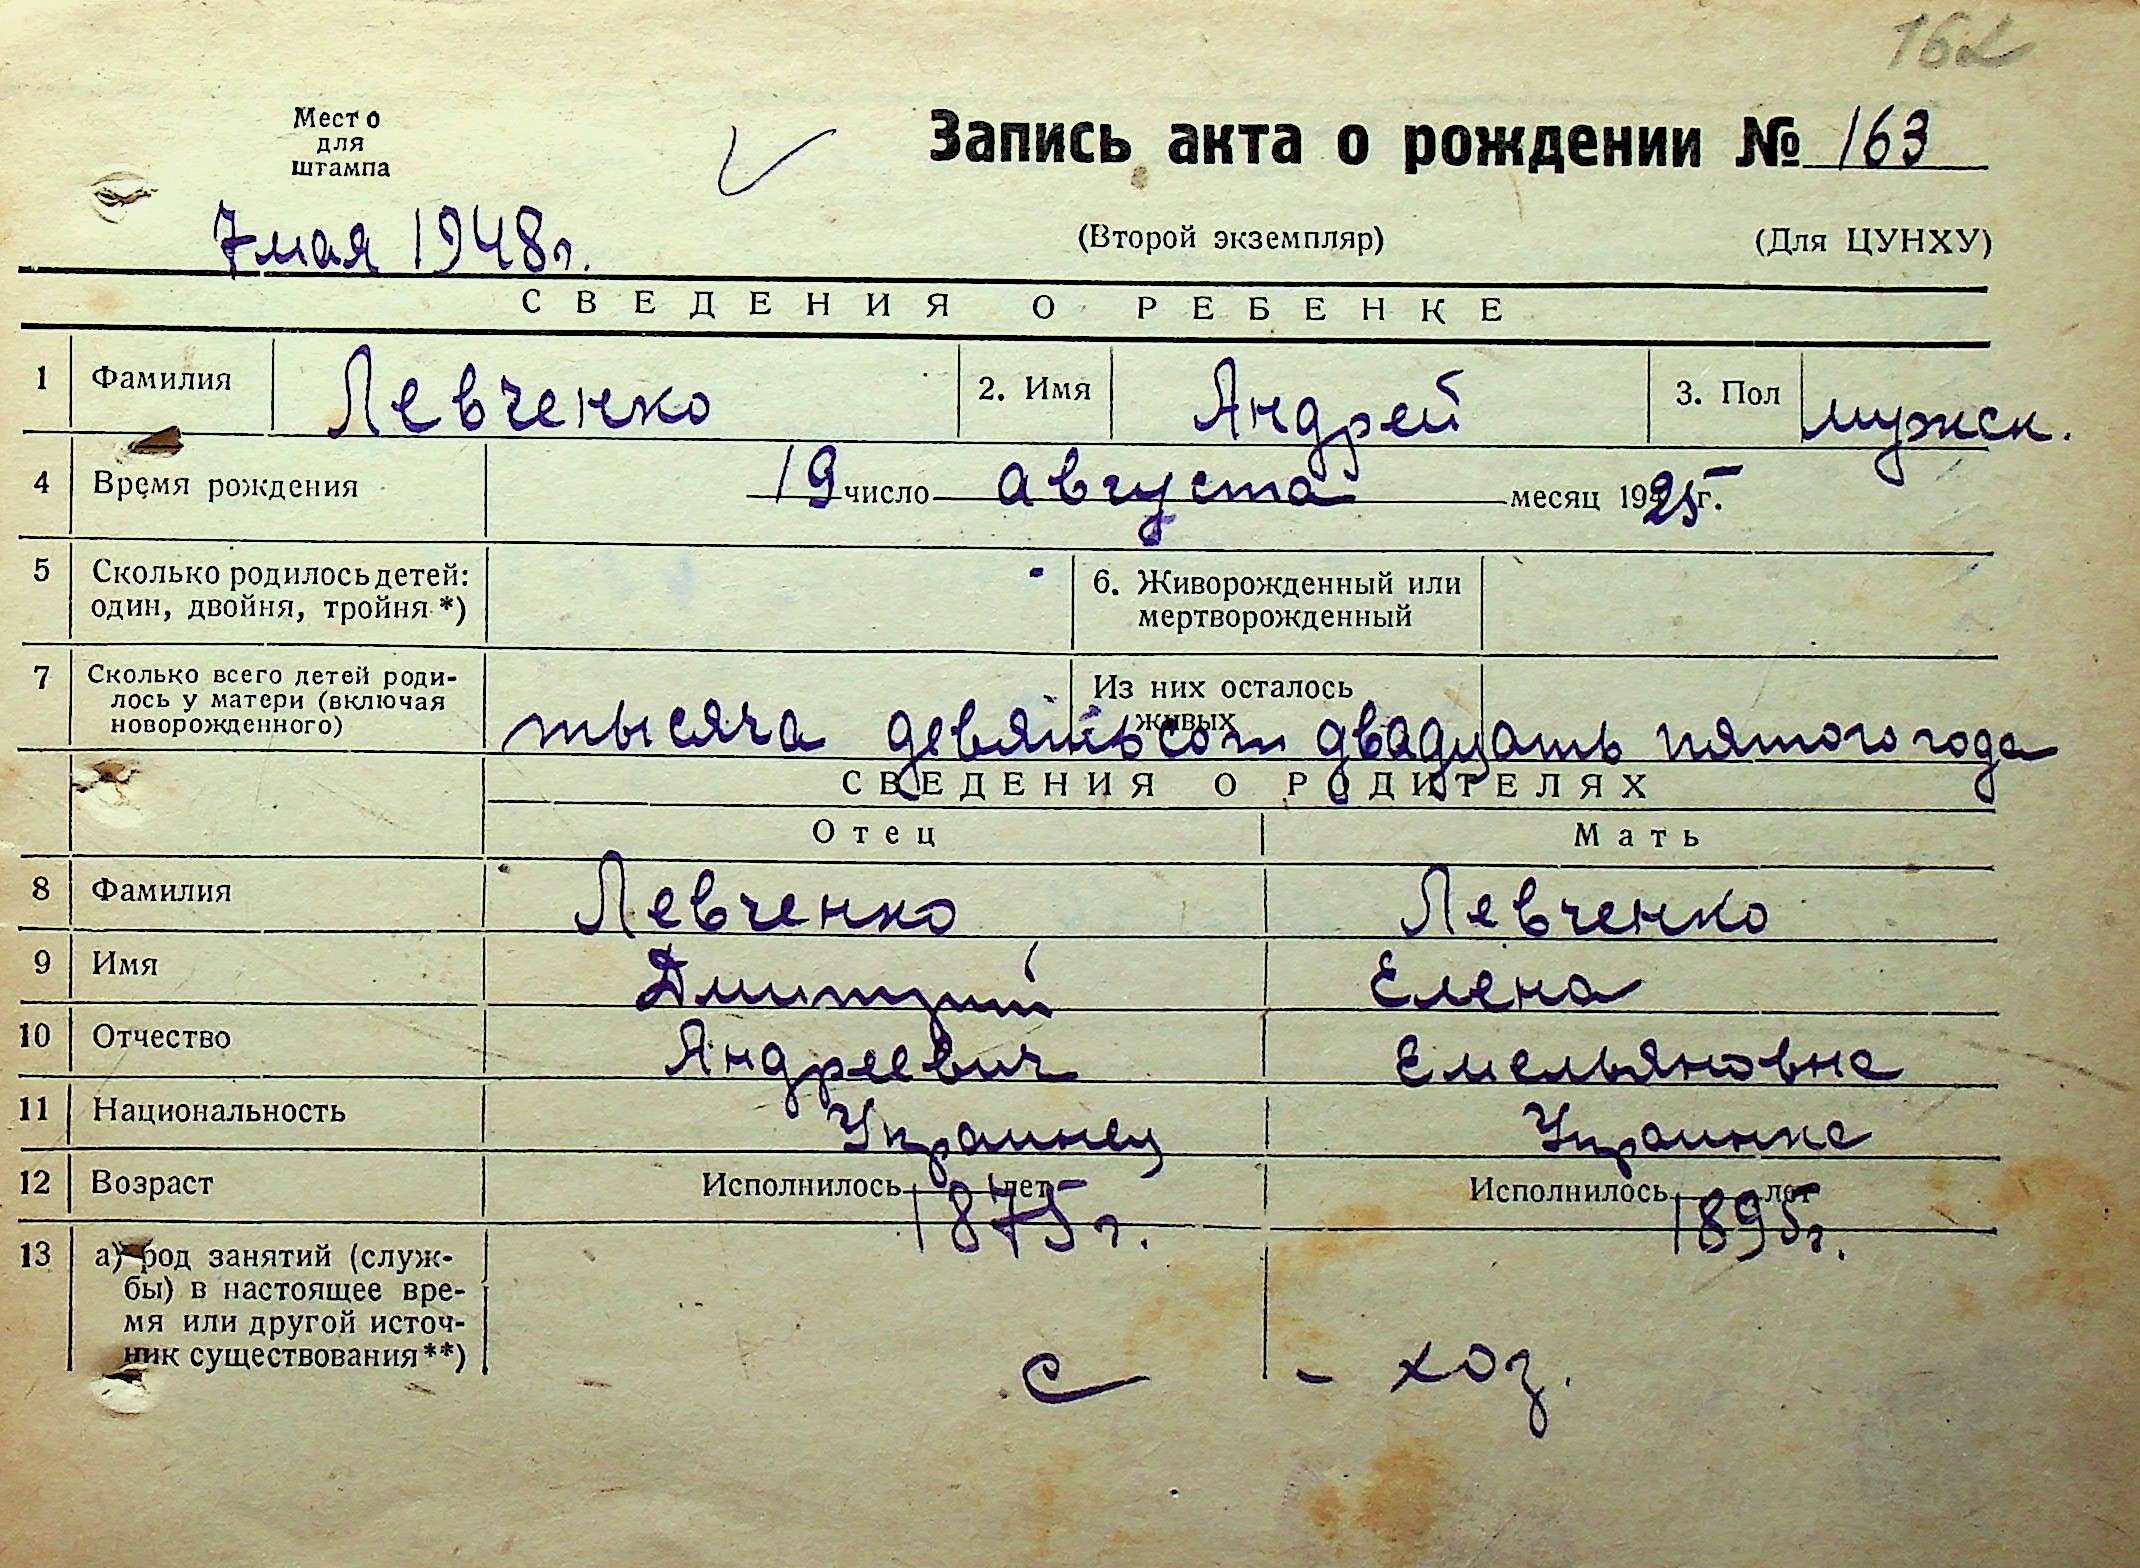 162
Место
для
штампа
Запись акта о рождении № 163
7 мая 1948 г.
(Второй экземпляр) (Для ЦУНХУ)
СВЕДЕНИЯ О РЕБЕНКЕ
1 Фамилия Левченко 2. Имя Андрей 3. Пол мужск.
4 Время рождения 19 число августа месяц 1925 г.
5 Сколько родилось детей:
один, двойня, тройня *)
6. Живорожденный или
мертворожденный
7 Сколько всего детей роди-
лось у матери (включая
новорожденного)
Из них осталось
живых
тысяча девятьсот двадцать пятого года
СВЕДЕНИЯ О РОДИТЕЛЯХ
Отец Мать
8 Фамилия Левченко Левченко
9 Имя Дмитрий Елена
10 Отчество Андреевич Емельяновна
11 Национальность Украинец Украинка
12 Возраст Исполнилось лет Исполнилось лет
1875 г. 1895 г.
13 а) род занятий (служ-
бы) в настоящее вре-
мя или другой источ-
ник существования **)
с - хоз.